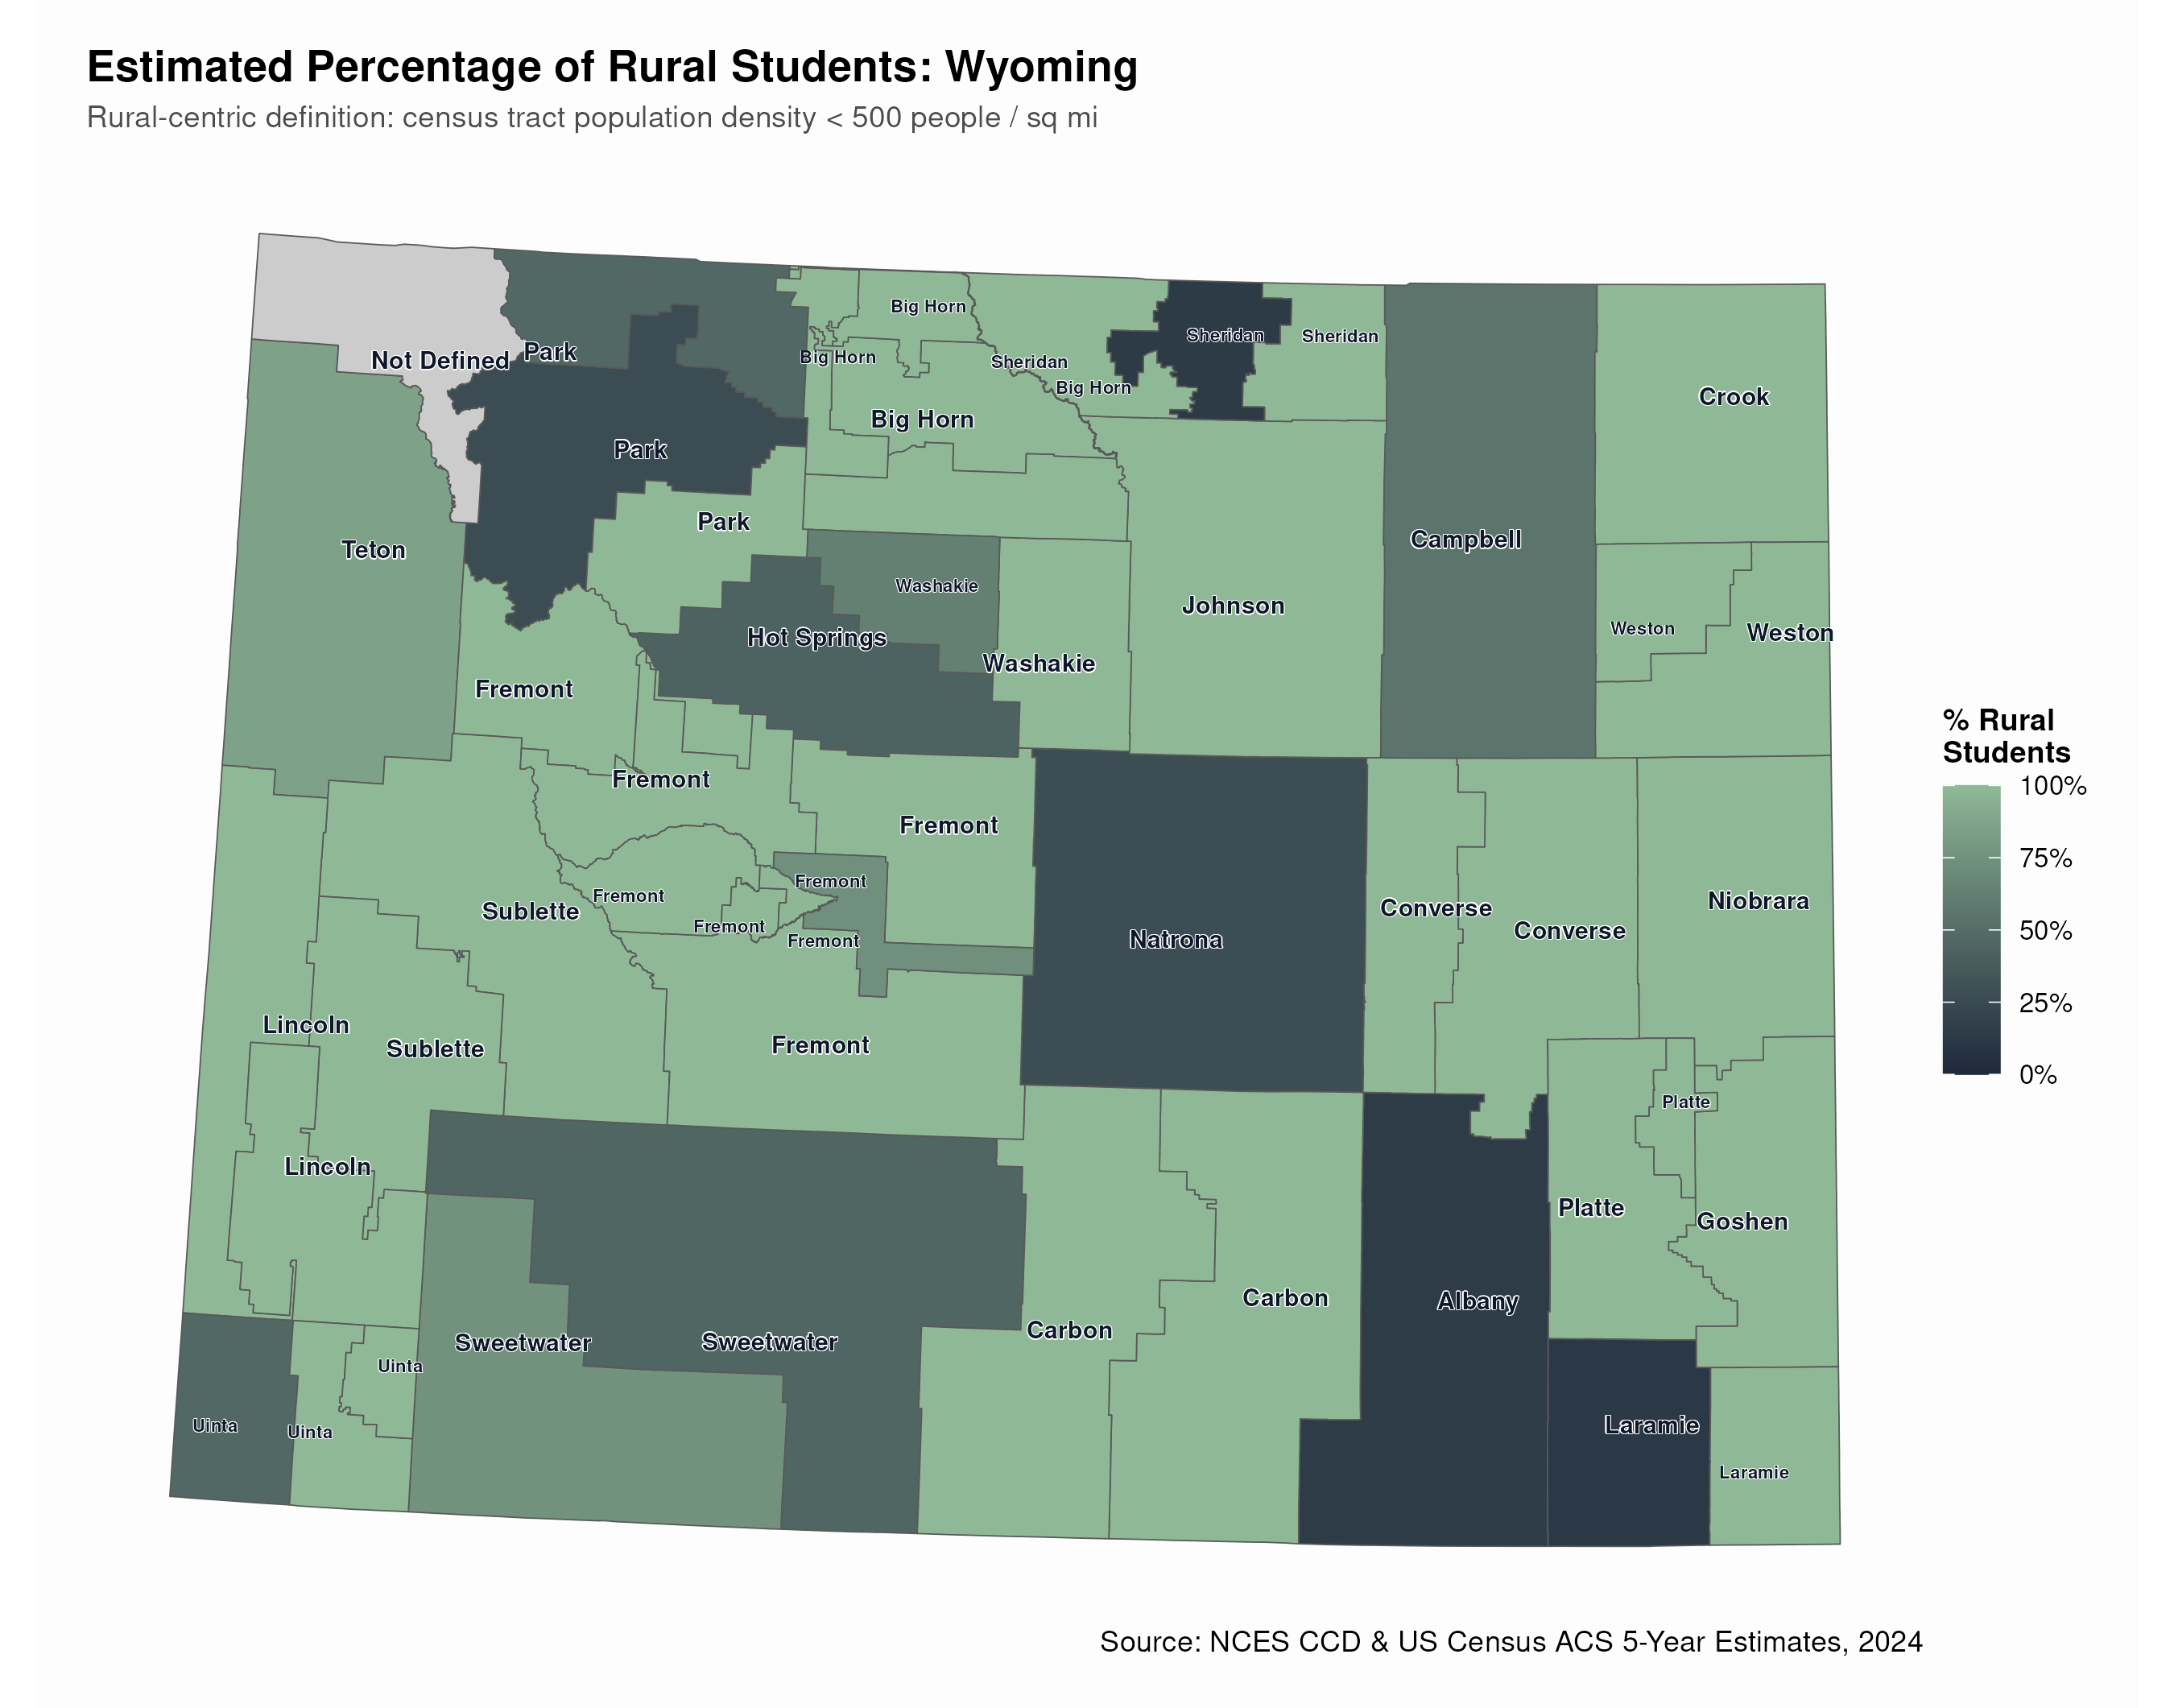 Estimated Percentage of Rural Students: Wyoming
Rural-centric definition: census tract population density < 500 people / sq mi
Big Horn
Sheridan
Sheridan
Not Defined
Park
Big Horn
Sheridan
Big Horn
Crook
Big Horn
Park
Park
Teton
Campbell
Washakie
Johnson
Weston
Weston
Hot Springs
Washakie
Fremont
Fremont
Fremont
Fremont
Fremont
Fremont
Fremont
Sublette
Natrona
Converse
Converse
Niobrara
Lincoln
Sublette
Fremont
Platte
Lincoln
Platte
Goshen
Carbon
Albany
Carbon
Sweetwater
Sweetwater
Uinta
Uinta
Uinta
Laramie
Laramie
% Rural
Students
100%
75%
50%
25%
0%
Source: NCES CCD & US Census ACS 5-Year Estimates, 2024